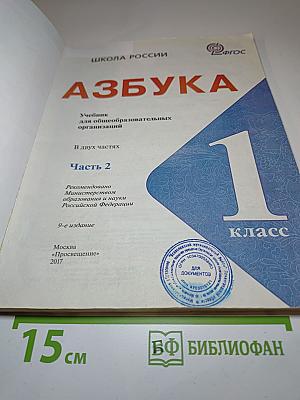 ШКОЛА РОССИИ
ФГОС
АЗБУКА
Учебник
для общеобразовательных
организаций
В двух частях
Часть 2
Рекомендовано
Министерством
образования и науки
Российской Федерации
9-е издание
Москва
«Просвещение»
2017
1
КЛАСС
ДЛЯ
ДОКУМЕНТОВ
15 см
БФ БИБЛИОФАН